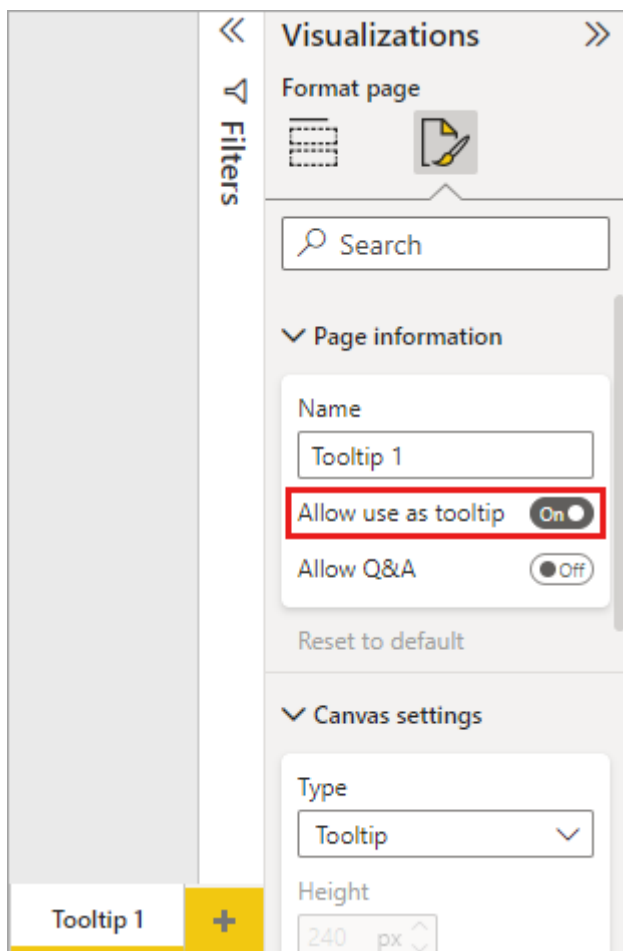 Visualizations
Format page
Filters
Search
Page information
Name
Tooltip 1
Allow use as tooltip On
Allow Q&A Off
Reset to default
Canvas settings
Type
Tooltip
Height
240 px
Tooltip 1 +